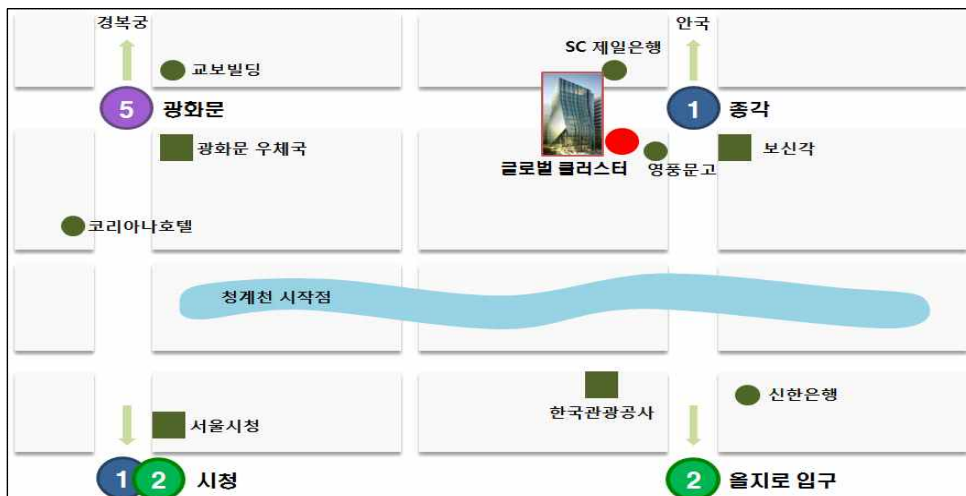 경복궁
안국
SC 제일은행
교보빌딩
5 광화문
1 종각
광화문 우체국
보신각
글로벌 클러스터
영풍문고
코리아나호텔
청계천 시작점
한국관광공사
신한은행
서울시청
1 2 시청
2 을지로 입구